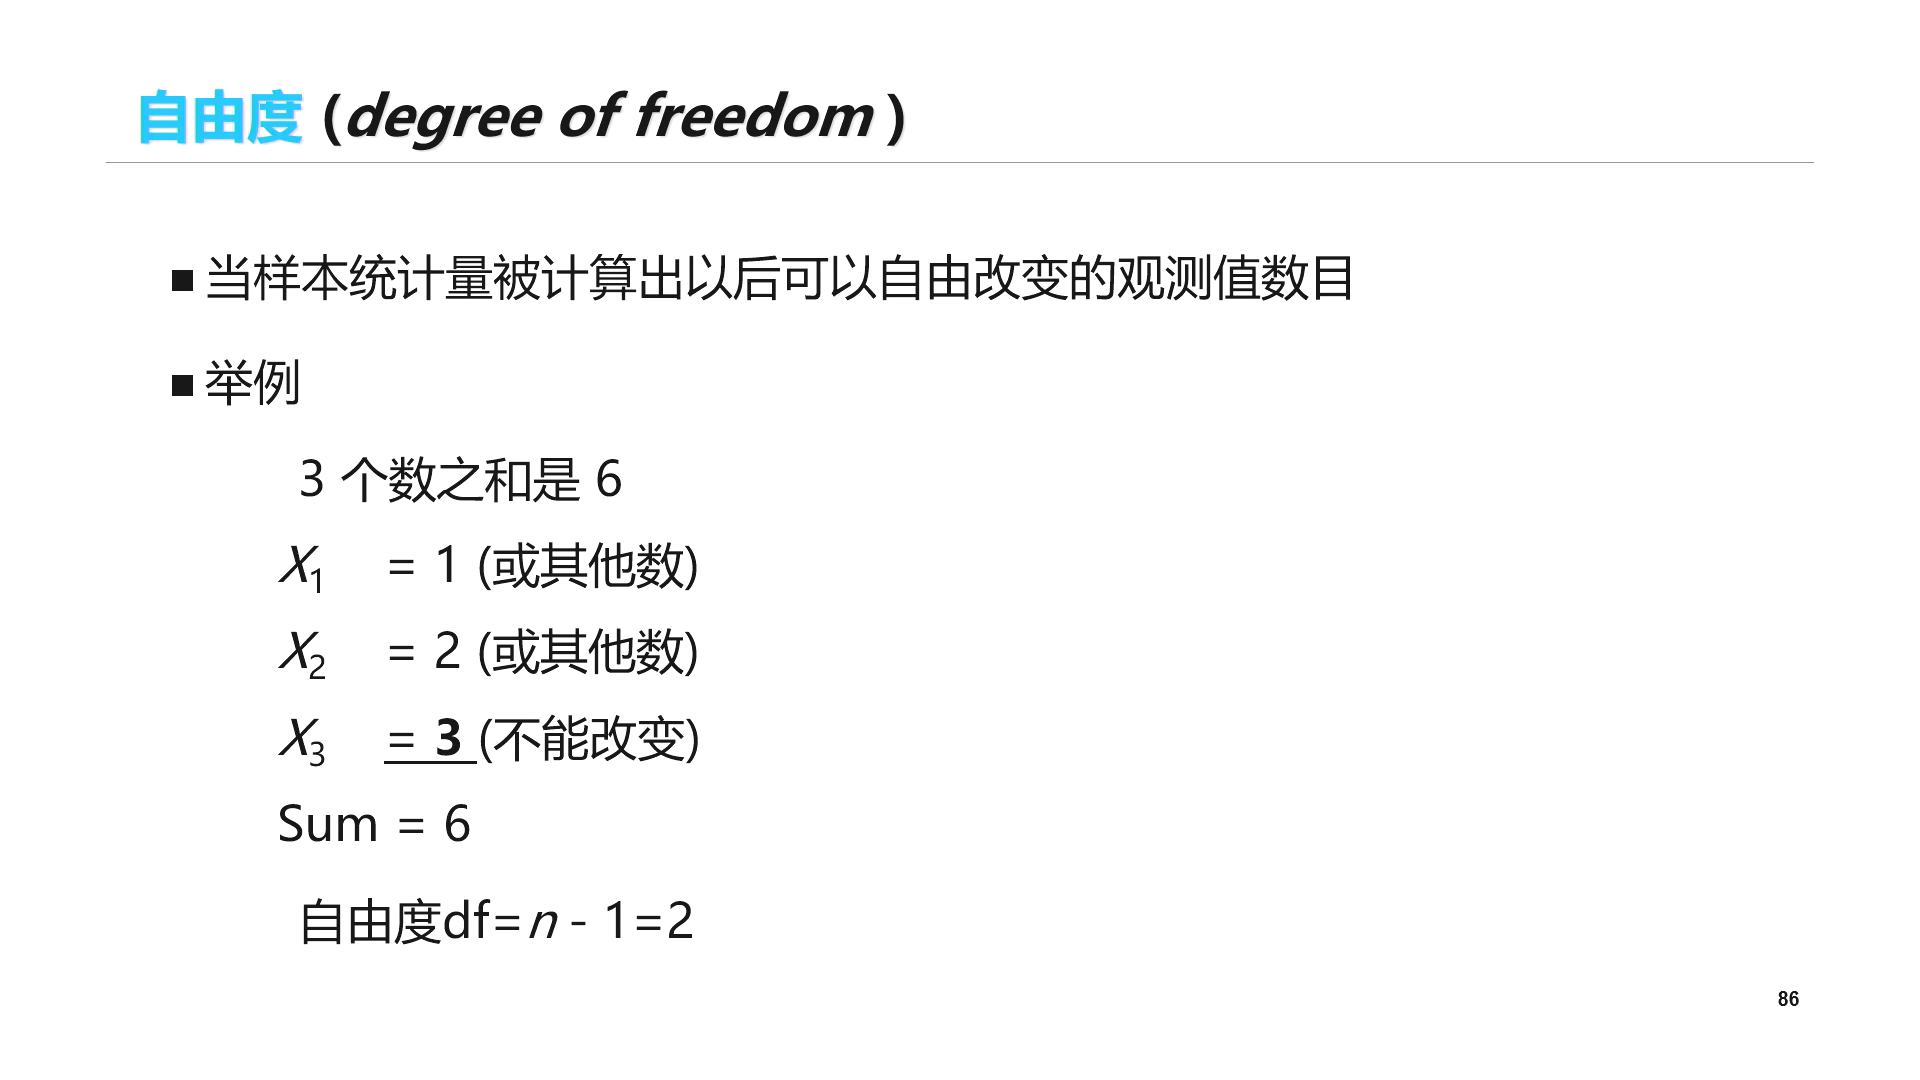 自由度 (degree of freedom )
■ 当样本统计量被计算出以后可以自由改变的观测值数目
■ 举例
3 个数之和是 6
X1 = 1 (或其他数)
X2 = 2 (或其他数)
X3 = 3 (不能改变)
Sum = 6
自由度df=n - 1=2
86